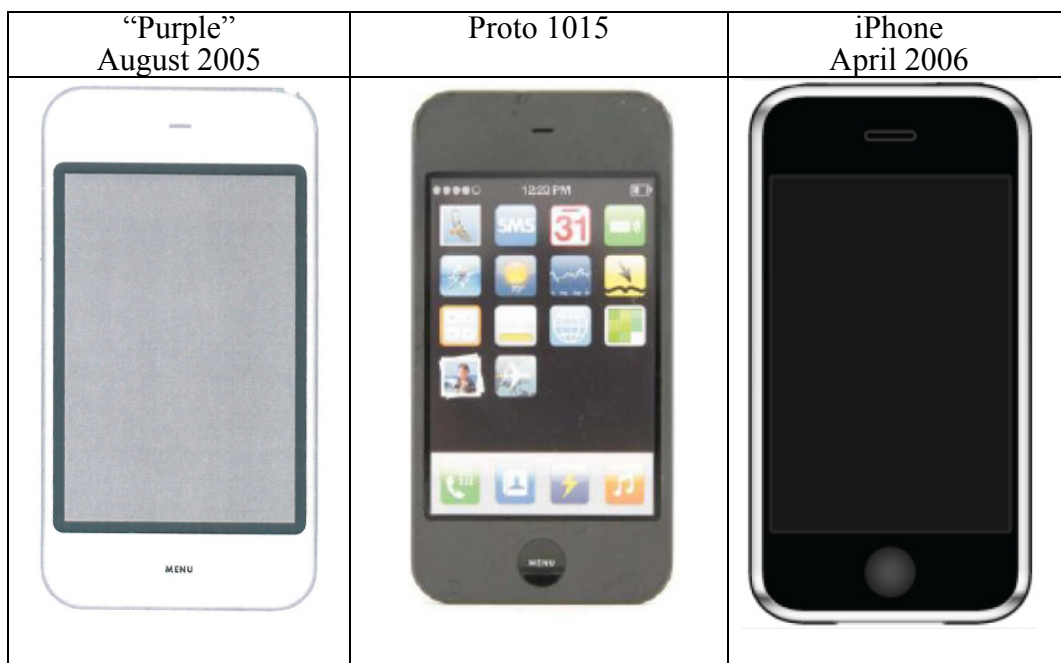 “Purple”
August 2005
Proto 1015
iPhone
April 2006
MENU
12:20 PM
SMS
31
MENU